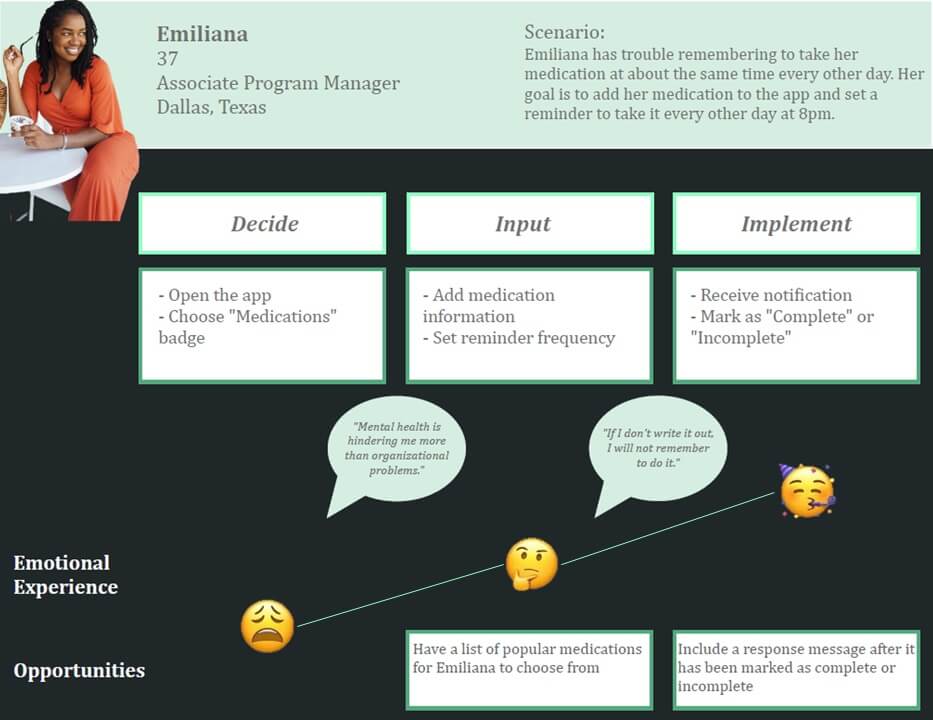 Emiliana
37
Associate Program Manager
Dallas, Texas
Scenario:
Emiliana has trouble remembering to take her
medication at about the same time every other day. Her
goal is to add her medication to the app and set a
reminder to take it every other day at 8pm.
Decide
Input
Implement
- Open the app
- Choose "Medications"
badge
- Add medication
information
- Set reminder frequency
- Receive notification
- Mark as "Complete" or
"Incomplete"
"Mental health is
hindering me more
than organizational
problems."
"If I don't write it out,
I will not remember
to do it."
Emotional
Experience
Opportunities
Have a list of popular medications
for Emiliana to choose from
Include a response message after it
has been marked as complete or
incomplete